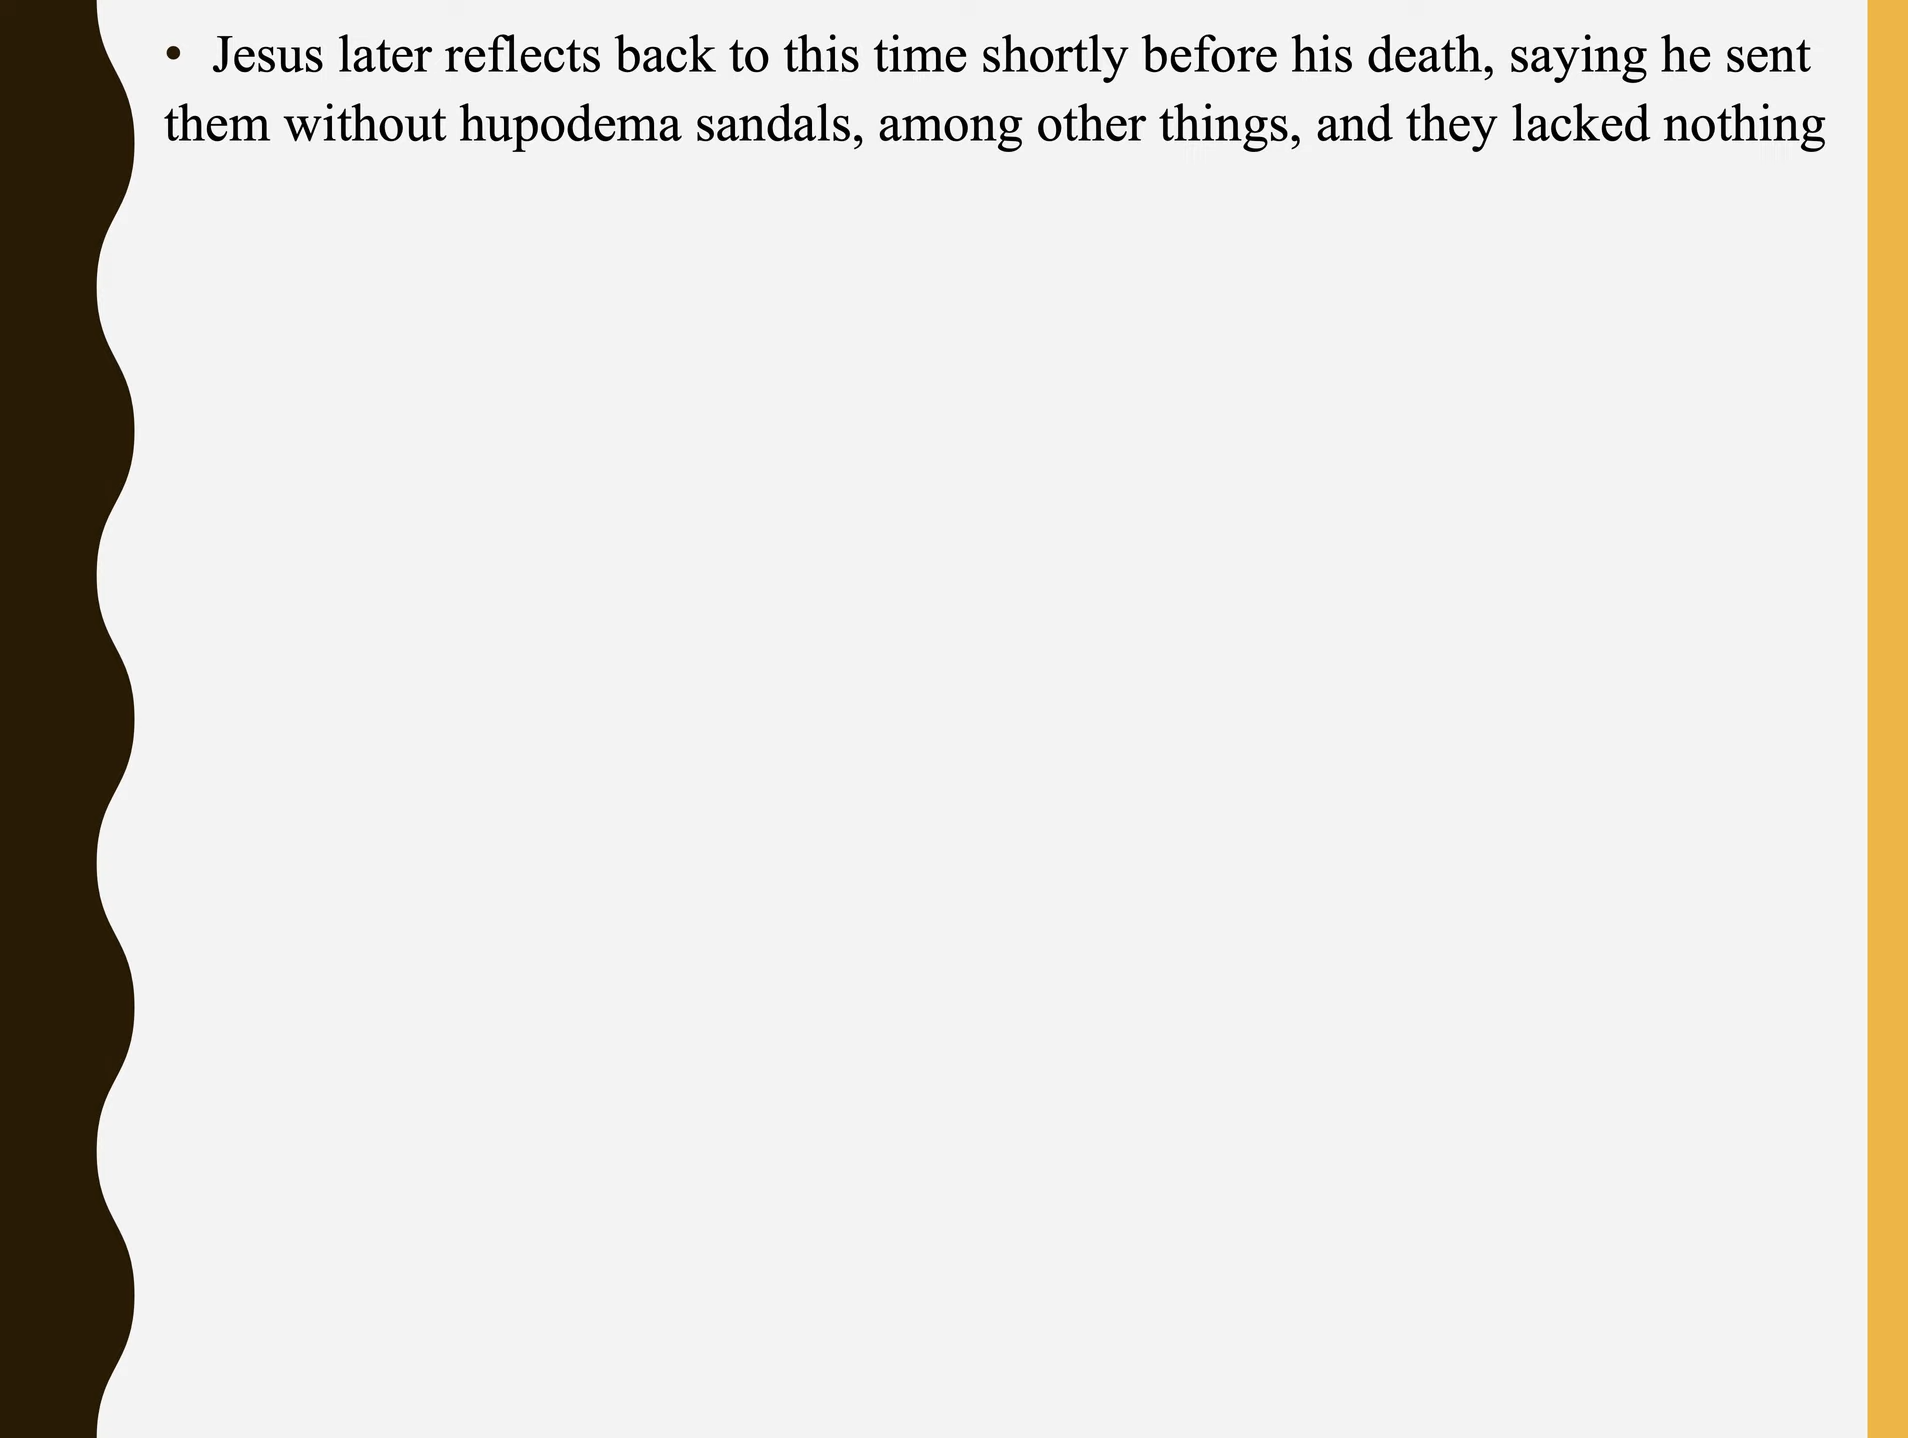 • Jesus later reflects back to this time shortly before his death, saying he sent
them without hupodema sandals, among other things, and they lacked nothing